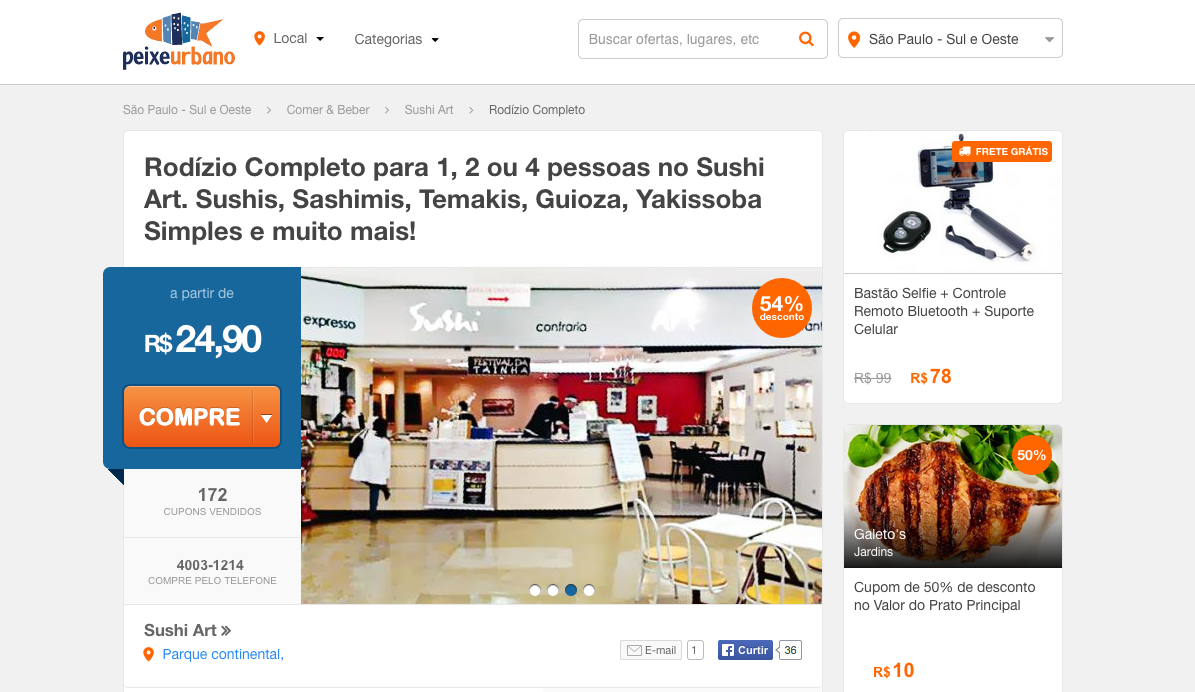 peixeurbano
Local
Categorias
Buscar ofertas, lugares, etc
São Paulo - Sul e Oeste
São Paulo - Sul e Oeste > Comer & Beber > Sushi Art > Rodízio Completo
Rodízio Completo para 1, 2 ou 4 pessoas no Sushi
Art. Sushis, Sashimis, Temakis, Guioza, Yakissoba
Simples e muito mais!
a partir de
R$ 24,90
COMPRE
172
CUPONS VENDIDOS
4003-1214
COMPRE PELO TELEFONE
54%
desconto
expresso
Sushi
confraria
Art
FESTIVAL DA
TAINHA
Sushi Art »
Parque continental,
E-mail
1
Curtir
36
FRETE GRÁTIS
Bastão Selfie + Controle
Remoto Bluetooth + Suporte
Celular
R$ 99 R$ 78
50%
Galeto's
Jardins
Cupom de 50% de desconto
no Valor do Prato Principal
R$ 10